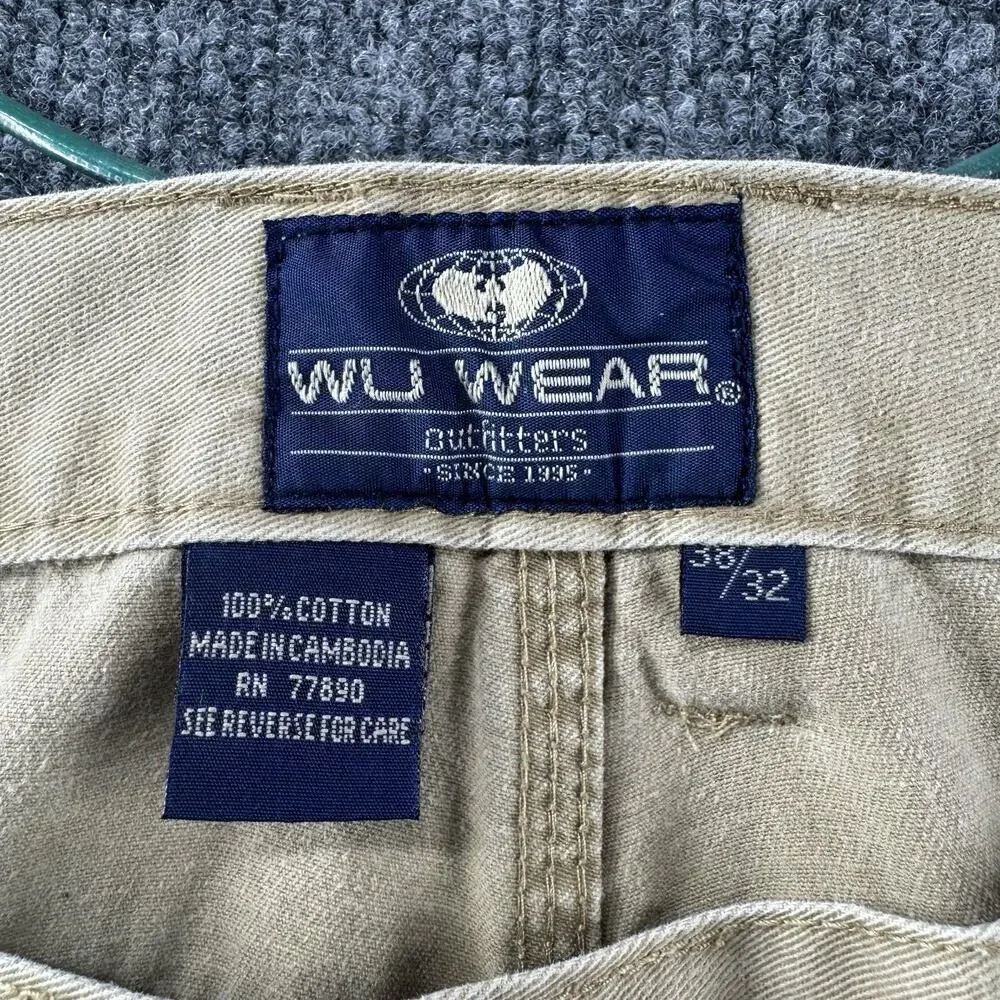 WU WEAR®
outfitters
·SINCE 1995·
100% COTTON
MADE IN CAMBODIA
RN 77890
SEE REVERSE FOR CARE
38/32